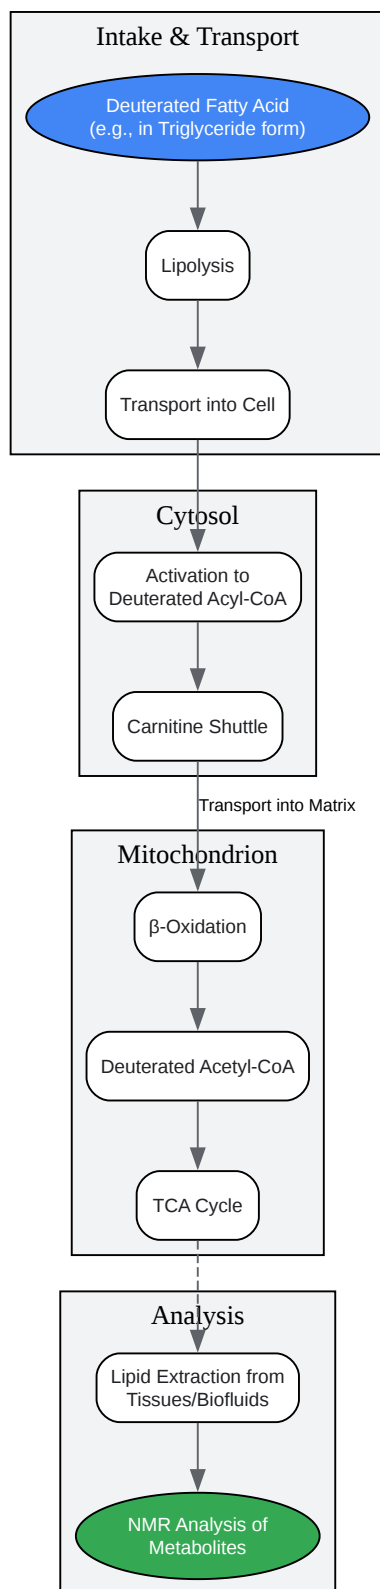 Intake & Transport
Deuterated Fatty Acid
(e.g., in Triglyceride form)
Lipolysis
Transport into Cell
Cytosol
Activation to
Deuterated Acyl-CoA
Carnitine Shuttle
Transport into Matrix
Mitochondrion
β-Oxidation
Deuterated Acetyl-CoA
TCA Cycle
Analysis
Lipid Extraction from
Tissues/Biofluids
NMR Analysis of
Metabolites